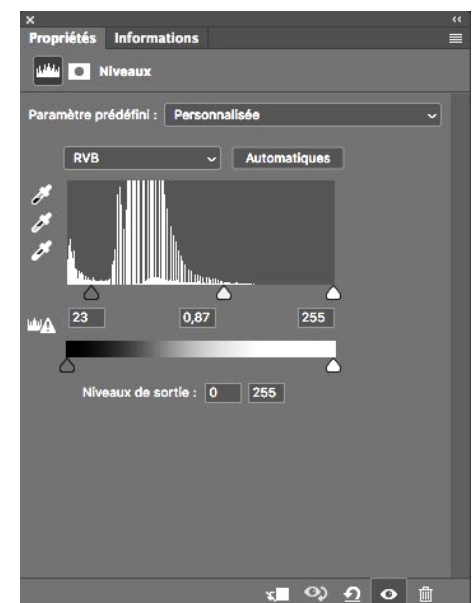 Propriétés Informations
Niveaux
Paramètre prédéfini : Personnalisée
RVB Automatiques
23 0,87 255
Niveaux de sortie : 0 255